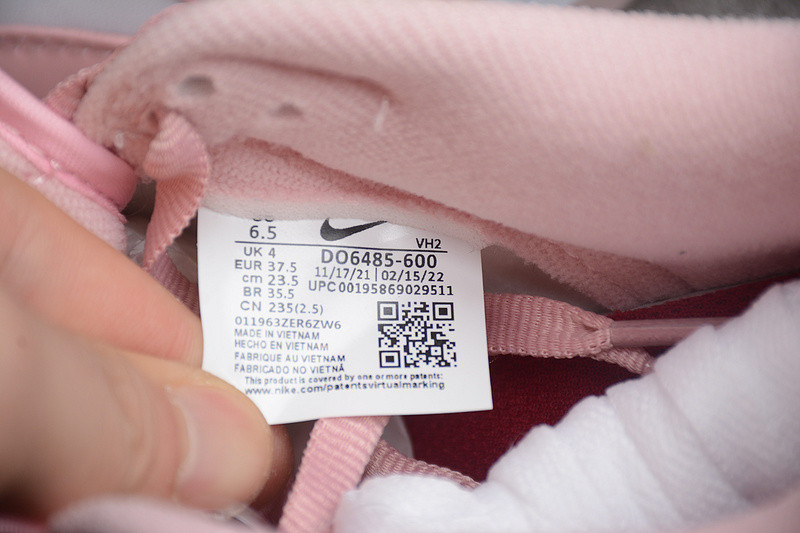 6.5
VH2
UK 4
DO6485-600
EUR 37.5
11/17/21 | 02/15/22
cm 23.5
UPC00195869029511
BR 35.5
CN 235(2.5)
011963ZER6ZW6
MADE IN VIETNAM
HECHO EN VIETNAM
FABRIQUE AU VIETNAM
FABRICADO NO VIETNÃ
This product is covered by one or more patents:
www.nike.com/patentsvirtualmarking